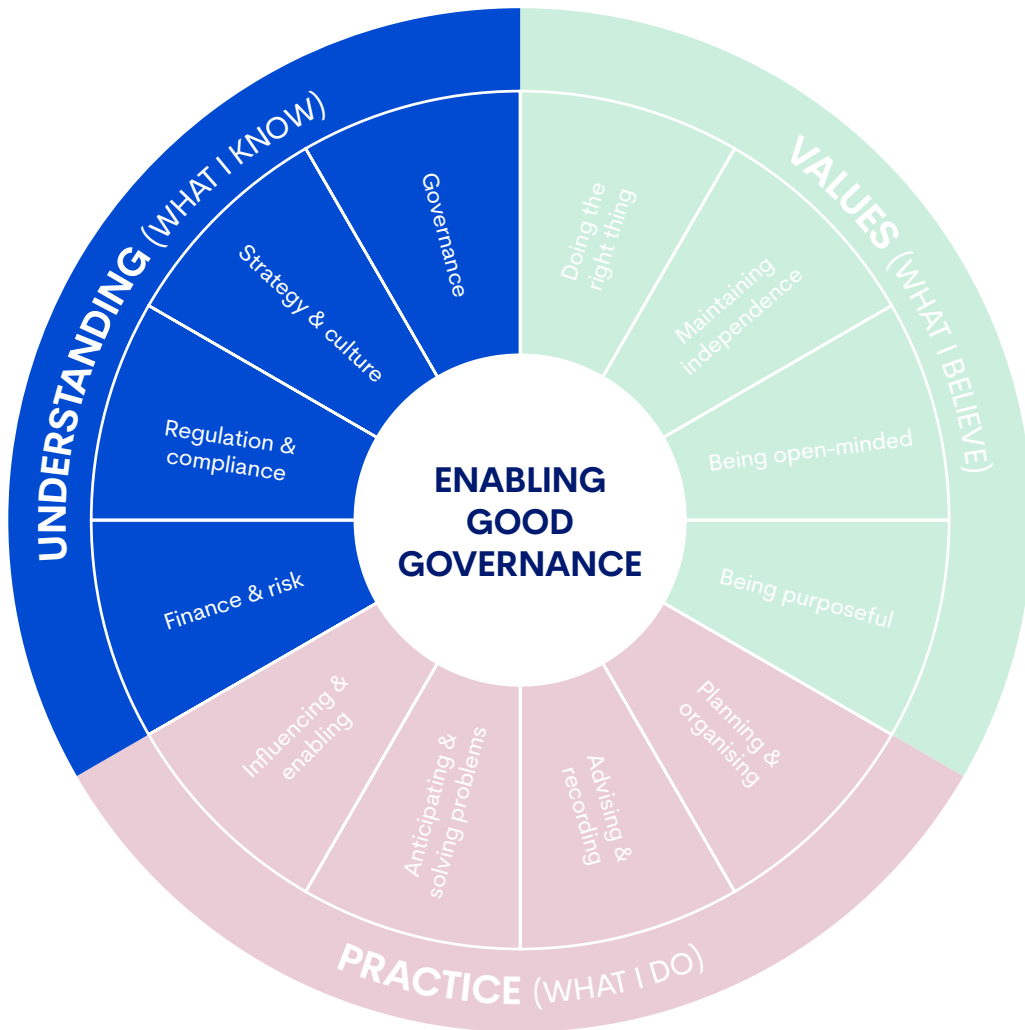 ENABLING
GOOD
GOVERNANCE
UNDERSTANDING (WHAT I KNOW)
Governance
Strategy & culture
Regulation &
compliance
Finance & risk
VALUES (WHAT I BELIEVE)
Doing the
right thing
Maintaining
independence
Being open-minded
Being purposeful
PRACTICE (WHAT I DO)
Influencing &
enabling
Anticipating &
solving problems
Advising &
recording
Planning &
organising